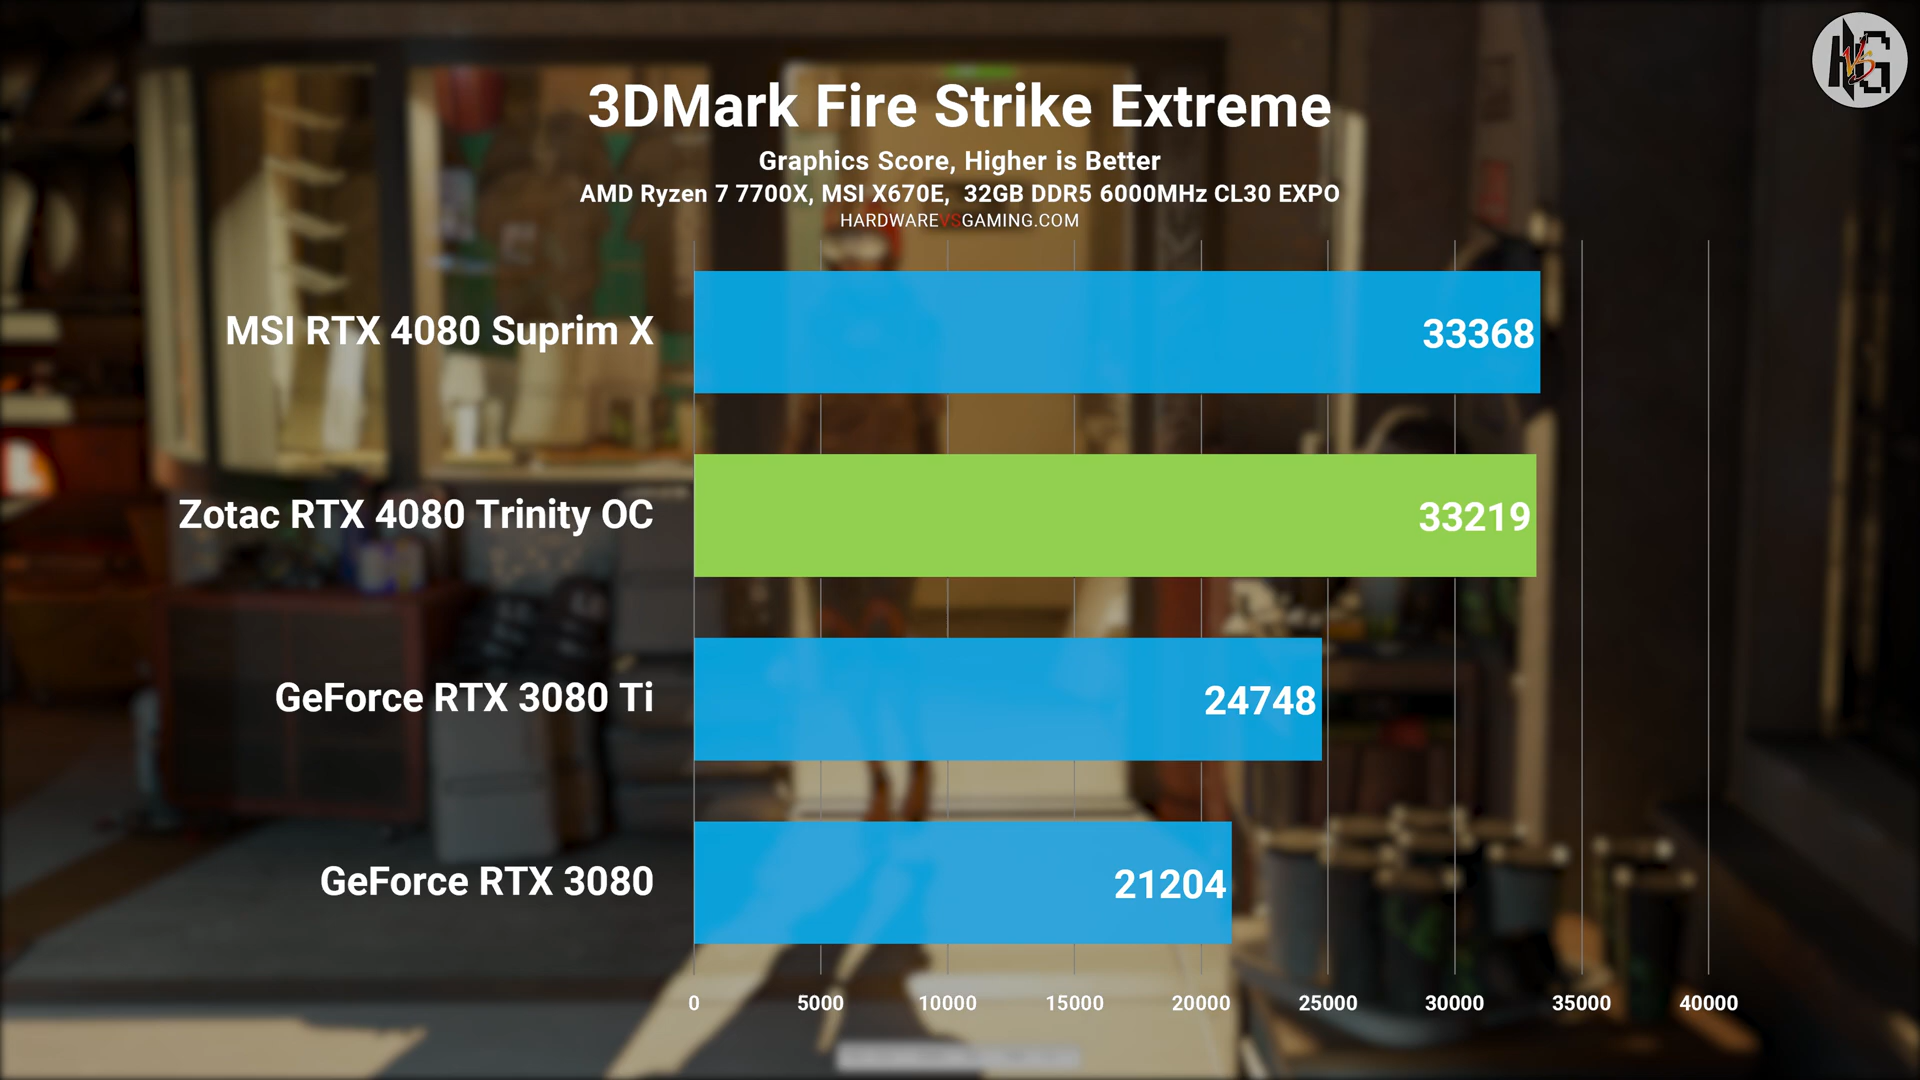 3DMark Fire Strike Extreme
Graphics Score, Higher is Better
AMD Ryzen 7 7700X, MSI X670E, 32GB DDR5 6000MHz CL30 EXPO
HARDWAREVSGAMING.COM
MSI RTX 4080 Suprim X
33368
Zotac RTX 4080 Trinity OC
33219
GeForce RTX 3080 Ti
24748
GeForce RTX 3080
21204
0 5000 10000 15000 20000 25000 30000 35000 40000